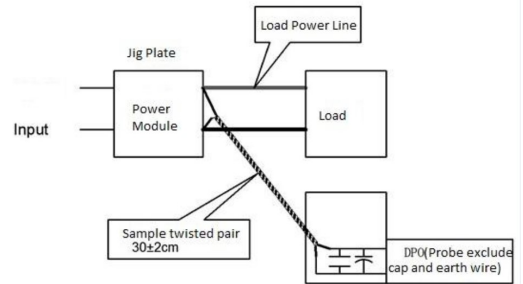 Load Power Line
Jig Plate
Power
Module
Load
Input
Sample twisted pair
30±2cm
DPO(Probe exclude
cap and earth wire)